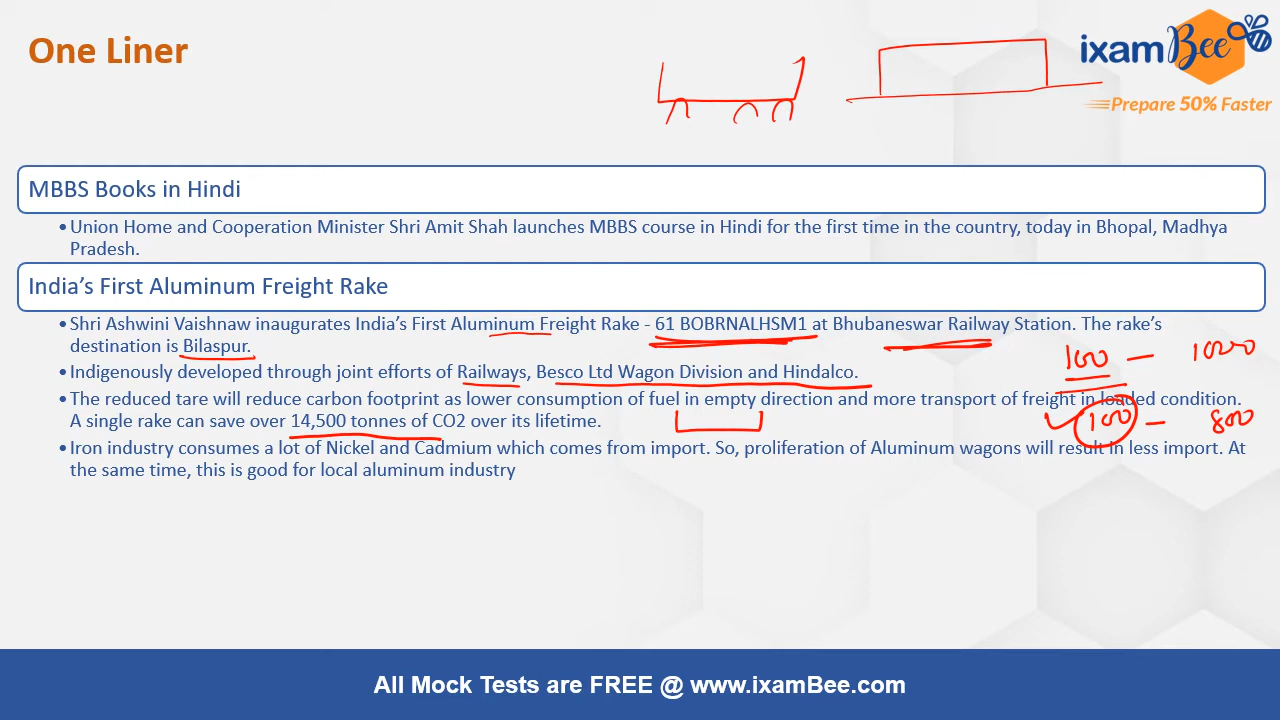 One Liner
ixamBee
Prepare 50% Faster
MBBS Books in Hindi
•Union Home and Cooperation Minister Shri Amit Shah launches MBBS course in Hindi for the first time in the country, today in Bhopal, Madhya
Pradesh.
India's First Aluminum Freight Rake
•Shri Ashwini Vaishnaw inaugurates India's First Aluminum Freight Rake - 61 BOBRNALHSM1 at Bhubaneswar Railway Station. The rake's
destination is Bilaspur.
100 – 1000
•Indigenously developed through joint efforts of Railways, Besco Ltd Wagon Division and Hindalco.
•The reduced tare will reduce carbon footprint as lower consumption of fuel in empty direction and more transport of freight in loaded condition.
A single rake can save over 14,500 tonnes of CO2 over its lifetime.
100 – 800
•Iron industry consumes a lot of Nickel and Cadmium which comes from import. So, proliferation of Aluminum wagons will result in less import. At
the same time, this is good for local aluminum industry
All Mock Tests are FREE @ www.ixamBee.com